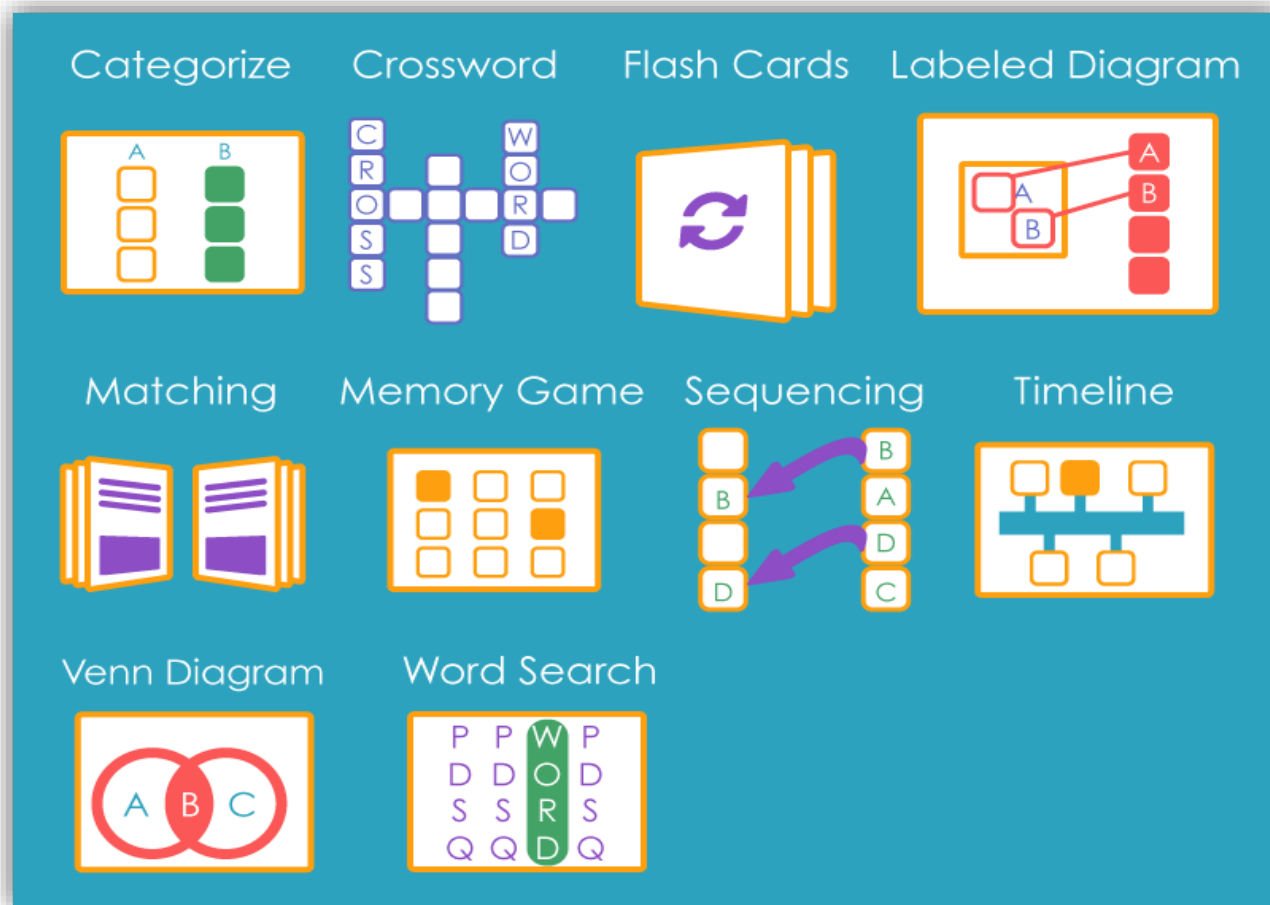 Categorize
Crossword
Flash Cards
Labeled Diagram
A B
C
R
O
S
S
W
O
R
D
A
B
A
B
Matching
Memory Game
Sequencing
Timeline
B
D
B
A
D
C
Venn Diagram
Word Search
A B C
P P W P
D D O D
S S R S
Q Q D Q